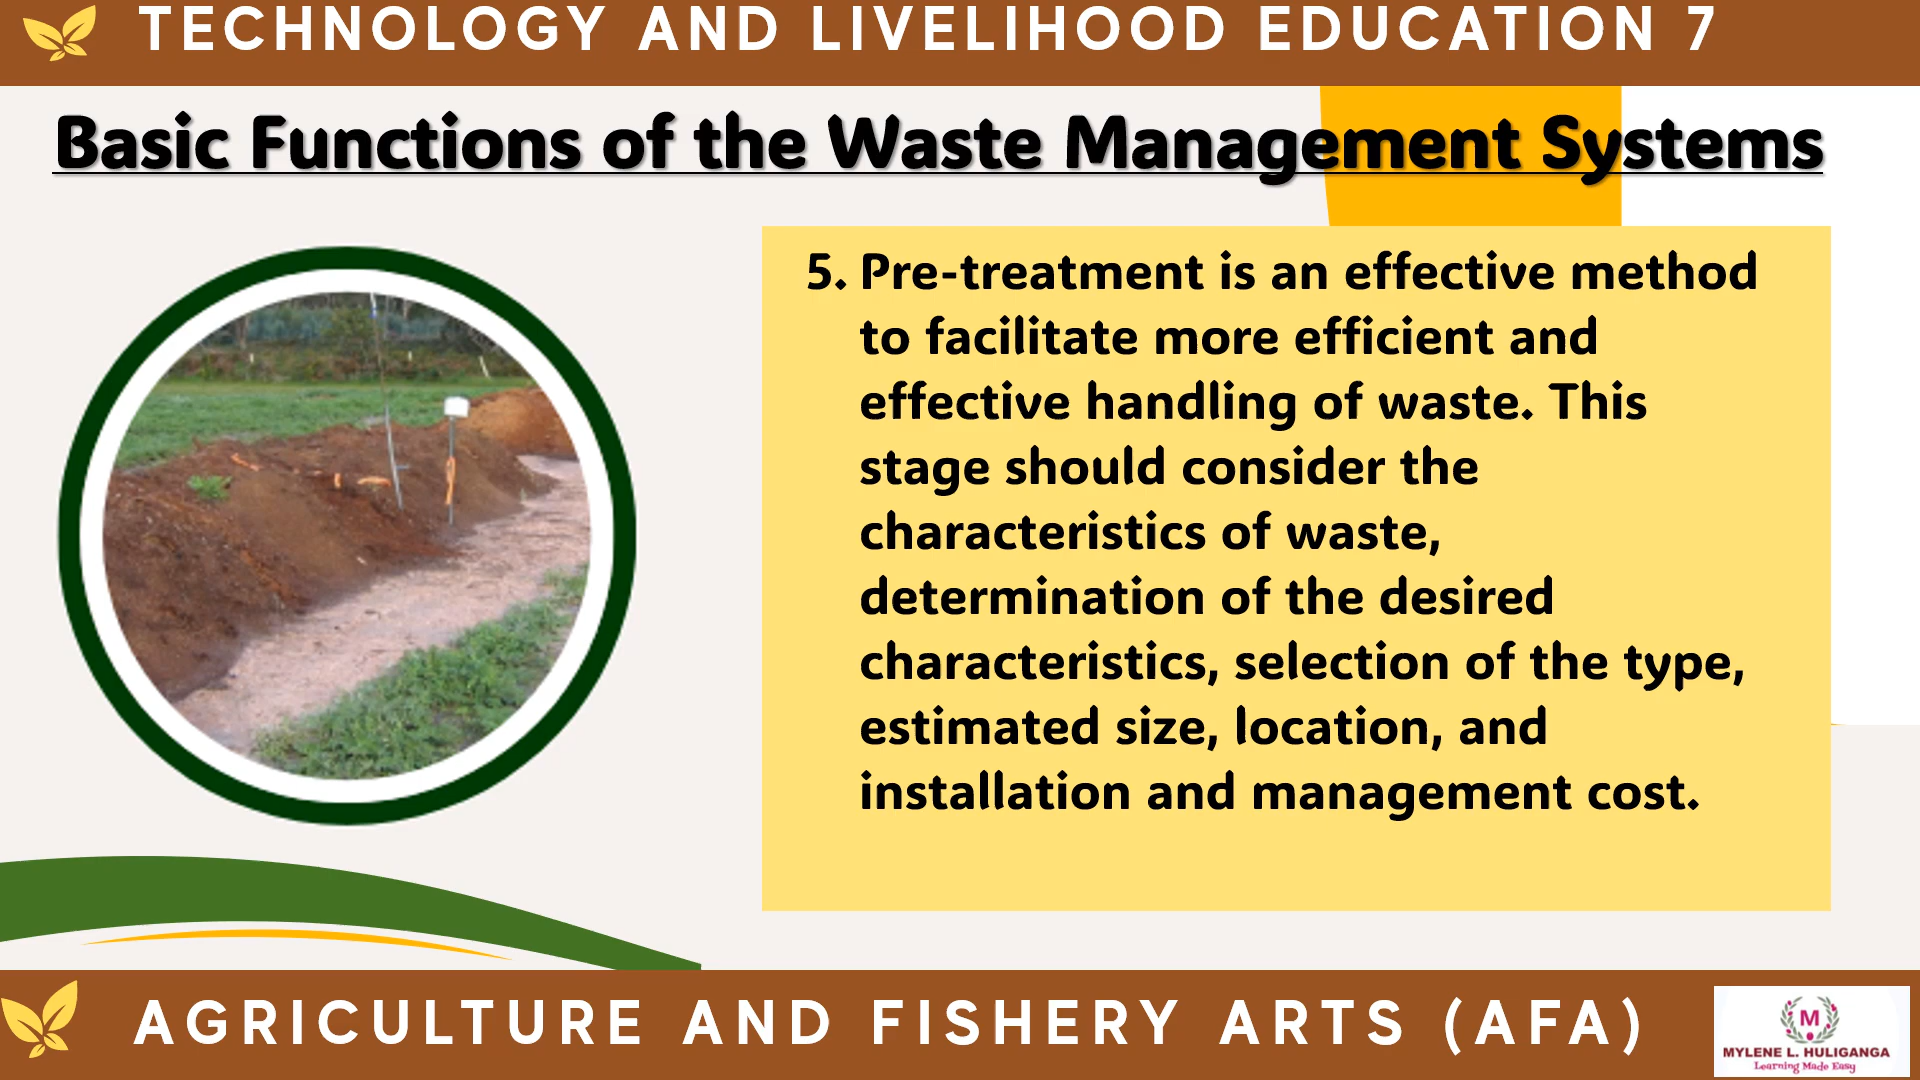 TECHNOLOGY AND LIVELIHOOD EDUCATION 7
Basic Functions of the Waste Management Systems
5. Pre-treatment is an effective method
to facilitate more efficient and
effective handling of waste. This
stage should consider the
characteristics of waste,
determination of the desired
characteristics, selection of the type,
estimated size, location, and
installation and management cost.
AGRICULTURE AND FISHERY ARTS (AFA)
M
MYLENE L. HULIGANGA
Learning Made Easy